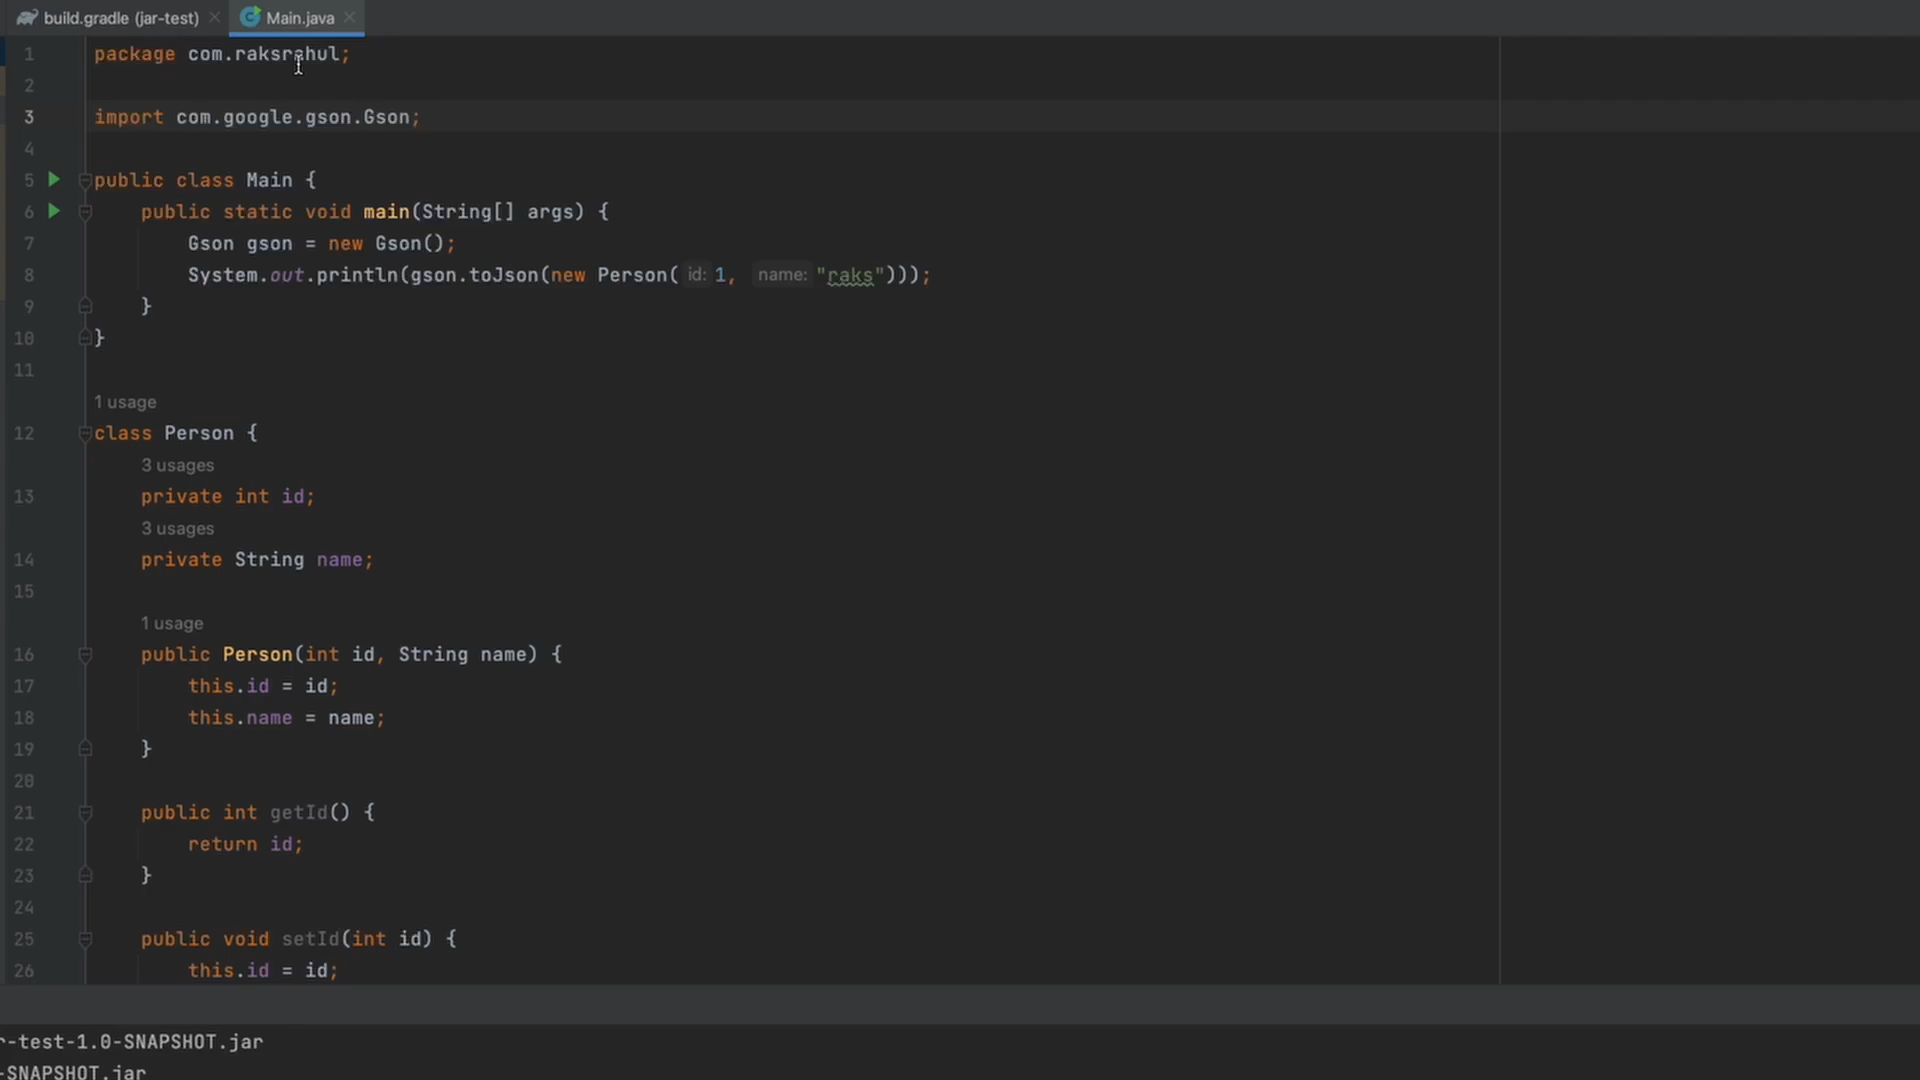 build.gradle (jar-test) Main.java
1 package com.raksrahul;
2
3 import com.google.gson.Gson;
4
5 public class Main {
6 public static void main(String[] args) {
7 Gson gson = new Gson();
8 System.out.println(gson.toJson(new Person( id: 1, name: "raks")));
9 }
10 }
11
1 usage
12 class Person {
3 usages
13 private int id;
3 usages
14 private String name;
15
1 usage
16 public Person(int id, String name) {
17 this.id = id;
18 this.name = name;
19 }
20
21 public int getId() {
22 return id;
23 }
24
25 public void setId(int id) {
26 this.id = id;
r-test-1.0-SNAPSHOT.jar
-SNAPSHOT.jar